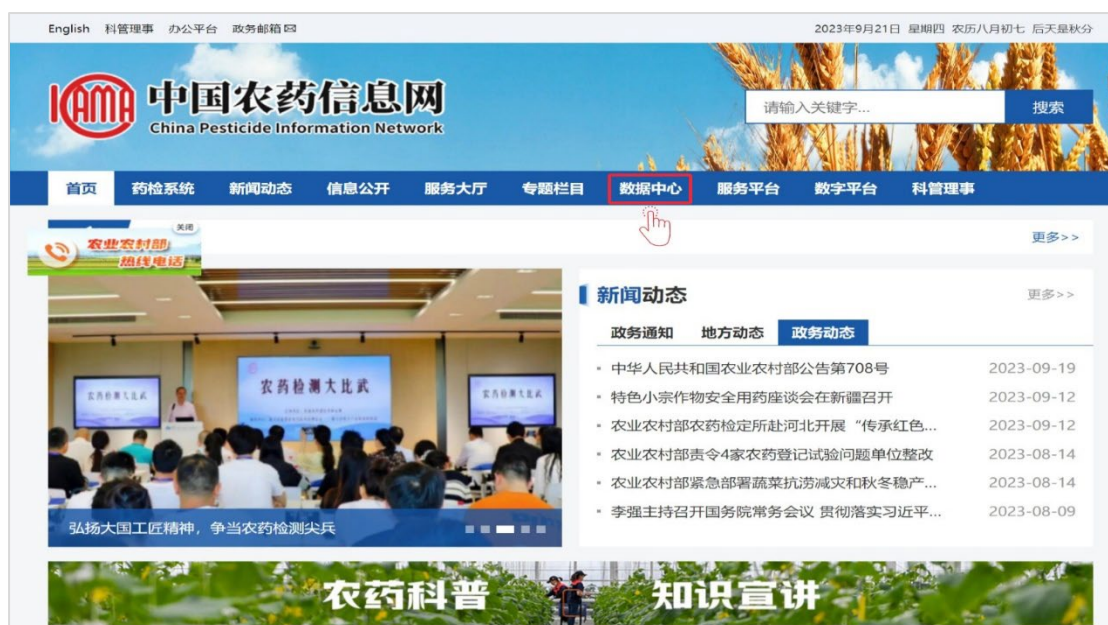 English 科管理事 办公平台 政务邮箱
2023年9月21日 星期四 农历八月初七 后天是秋分
ICAMA 中国农药信息网
China Pesticide Information Network
请输入关键字... 搜索
首页 药检系统 新闻动态 信息公开 服务大厅 专题栏目 数据中心 服务平台 数字平台 科管理事
关闭
农业农村部
热线电话
更多>>
农药检测大比武
农药检测大比武
农药检测大比武
弘扬大国工匠精神，争当农药检测尖兵
新闻动态 更多>>
政务通知 地方动态 政务动态
中华人民共和国农业农村部公告第708号 2023-09-19
特色小宗作物安全用药座谈会在新疆召开 2023-09-12
农业农村部农药检定所赴河北开展“传承红色... 2023-09-12
农业农村部责令4家农药登记试验问题单位整改 2023-08-14
农业农村部紧急部署蔬菜抗涝减灾和秋冬稳产... 2023-08-14
李强主持召开国务院常务会议 贯彻落实习近平... 2023-08-09
农药科普 知识宣讲